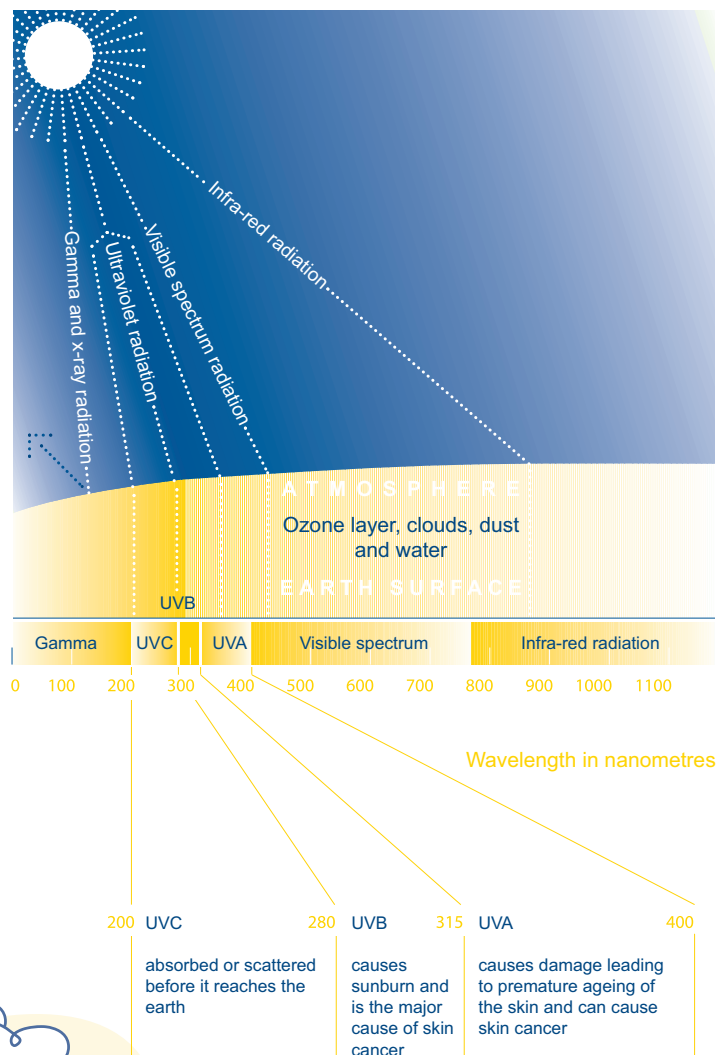 Infra-red radiation
Visible spectrum radiation
Ultraviolet radiation
Gamma and x-ray radiation
ATMOSPHERE
Ozone layer, clouds, dust
and water
EARTH SURFACE
UVB
Gamma
UVC
UVA
Visible spectrum
Infra-red radiation
0 100 200 300 400 500 600 700 800 900 1000 1100
Wavelength in nanometres
200 UVC
absorbed or scattered
before it reaches the
earth
280 UVB
causes
sunburn and
is the major
cause of skin
cancer
315 UVA 400
causes damage leading
to premature ageing of
the skin and can cause
skin cancer